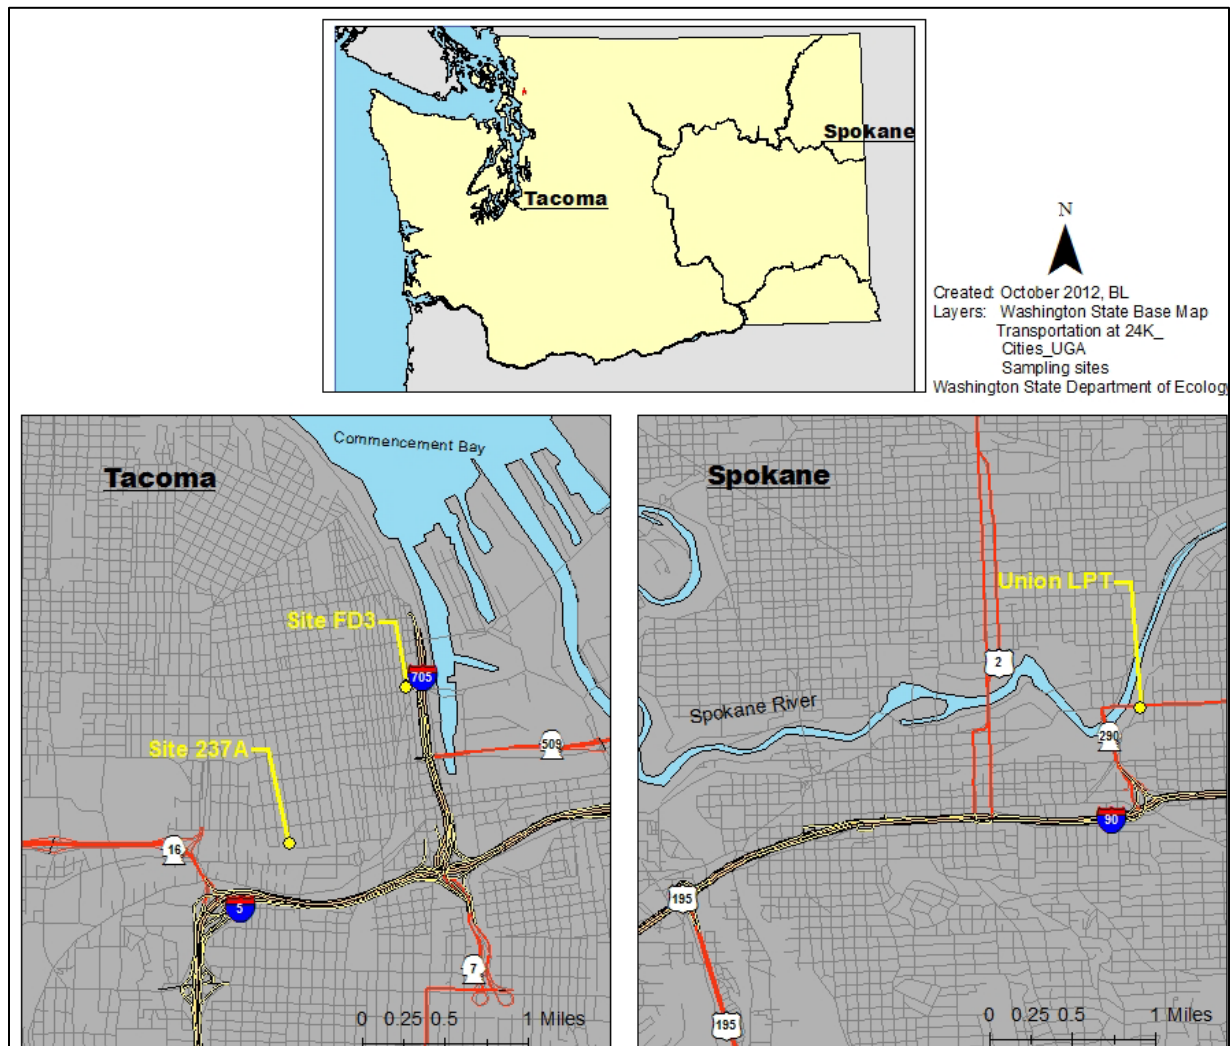 Spokane
Tacoma
N
Created: October 2012, BL
Layers: Washington State Base Map
Transportation at 24K_
Cities_UGA
Sampling sites
Washington State Department of Ecology
Commencement Bay
Tacoma
Site FD3
705
Site 237A
509
16
5
7
0 0.25 0.5 1 Miles
Spokane
Union LPT
2
Spokane River
290
90
195
195
0 0.25 0.5 1 Miles